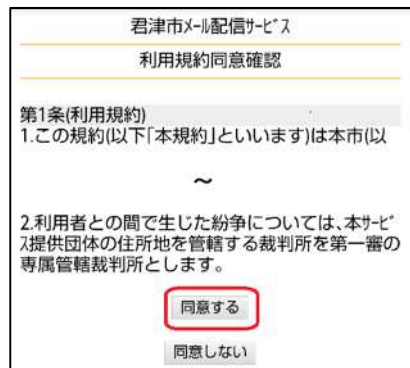 君津市ﾒｰﾙ配信ｻｰﾋﾞｽ
利用規約同意確認
第1条(利用規約)
1.この規約(以下｢本規約｣といいます)は本市(以
～
2.利用者との間で生じた紛争については､本ｻｰﾋﾞ
ｽ提供団体の住所地を管轄する裁判所を第一審の
専属管轄裁判所とします｡
同意する
同意しない